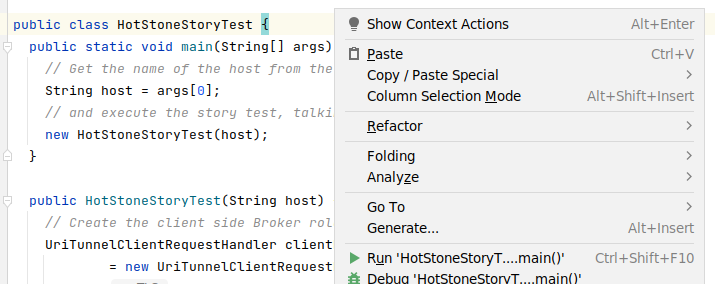 public class HotStoneStoryTest {
public static void main(String[] args)
// Get the name of the host from the
String host = args[0];
// and execute the story test, talki
new HotStoneStoryTest(host);
}
public HotStoneStoryTest(String host)
// Create the client side Broker rol
UriTunnelClientRequestHandler client
= new UriTunnelClientRequest
Show Context Actions Alt+Enter
Paste Ctrl+V
Copy / Paste Special
Column Selection Mode Alt+Shift+Insert
Refactor
Folding
Analyze
Go To
Generate... Alt+Insert
Run 'HotStoneStoryT....main()' Ctrl+Shift+F10
Debug 'HotStoneStoryT....main()'